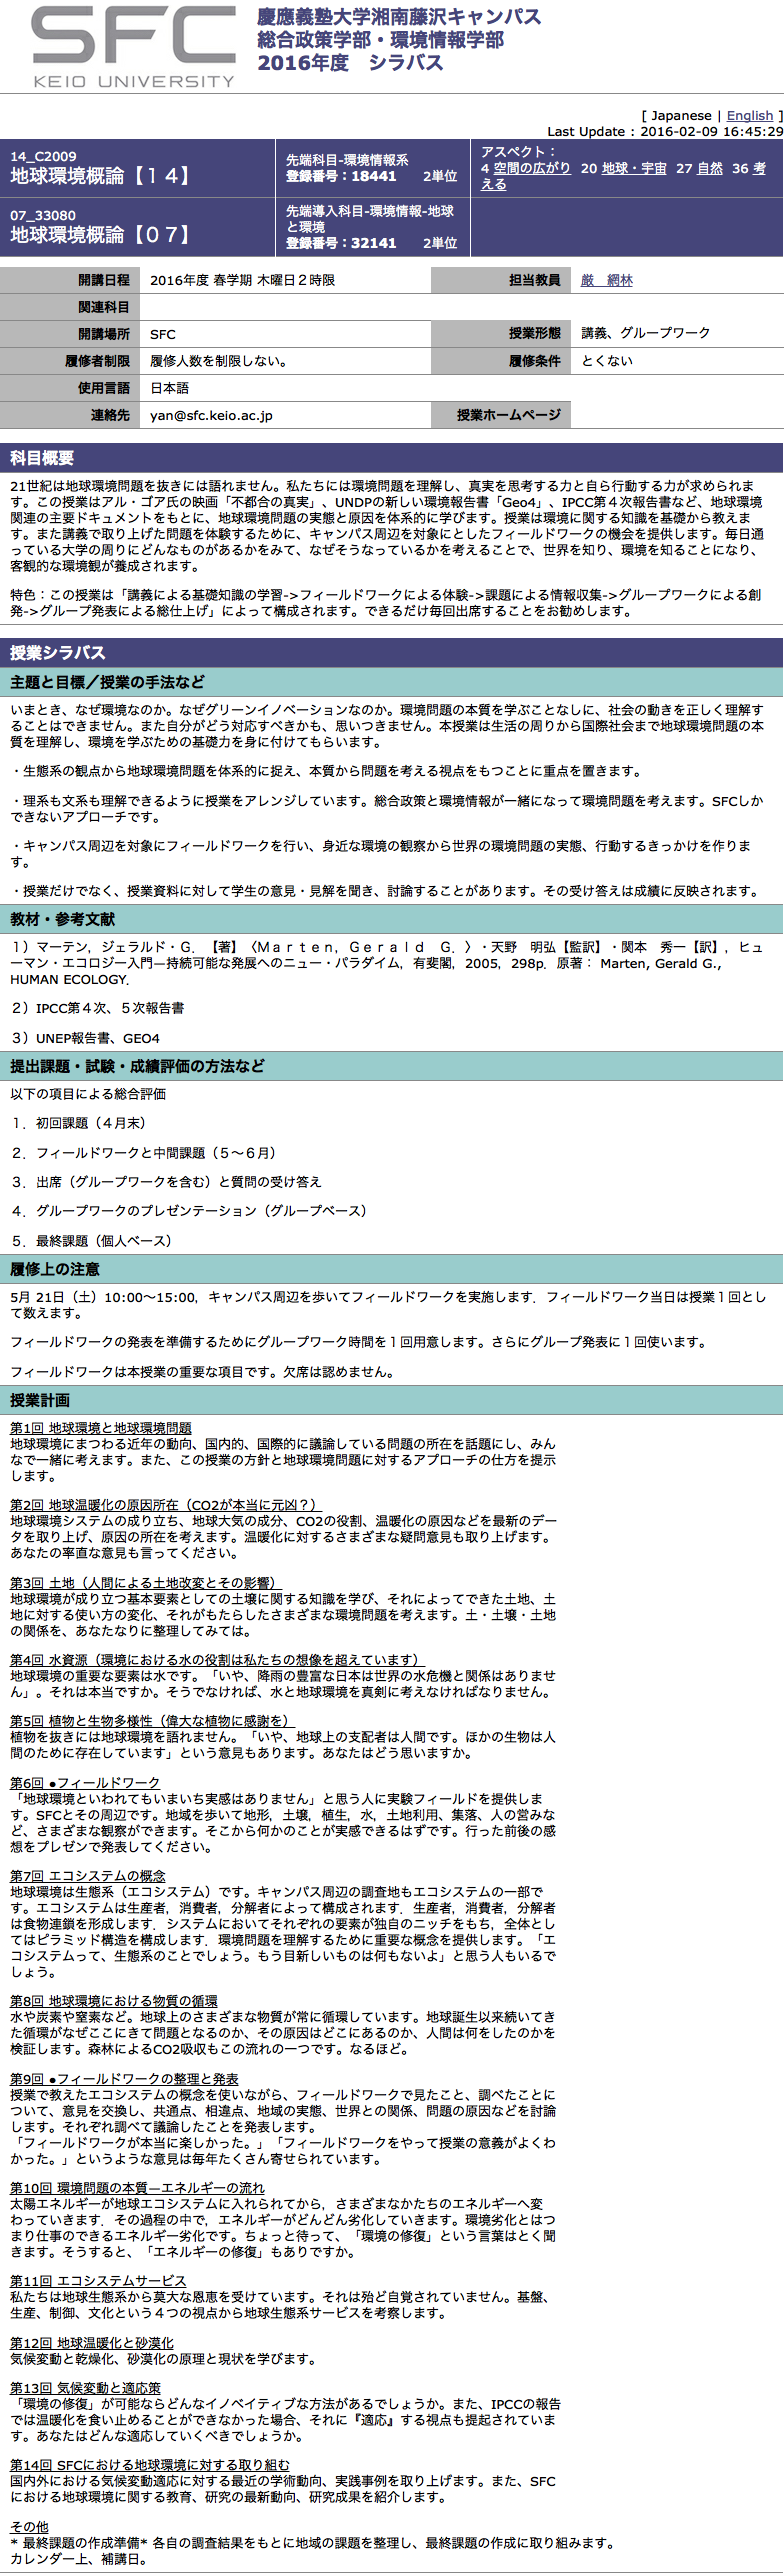 SFC
KEIO UNIVERSITY
慶應義塾大学湘南藤沢キャンパス
総合政策学部・環境情報学部
2016年度　シラバス
[ Japanese | English ]
Last Update : 2016-02-09 16:45:29
14_C2009
地球環境概論【１４】
先端科目-環境情報系
登録番号：18441　　2単位
アスペクト：
4 空間の広がり　20 地球・宇宙　27 自然　36 考
える
07_33080
地球環境概論【０７】
先端導入科目-環境情報-地球
と環境
登録番号：32141　　2単位
開講日程　2016年度 春学期 木曜日２時限　担当教員　厳　網林
関連科目
開講場所　SFC　授業形態　講義、グループワーク
履修者制限　履修人数を制限しない。　履修条件　とくない
使用言語　日本語
連絡先　yan@sfc.keio.ac.jp　授業ホームページ
科目概要
21世紀は地球環境問題を抜きには語れません。私たちには環境問題を理解し、真実を思考する力と自ら行動する力が求められま
す。この授業はアル・ゴア氏の映画「不都合の真実」、UNDPの新しい環境報告書「Geo4」、IPCC第４次報告書など、地球環境
関連の主要ドキュメントをもとに、地球環境問題の実態と原因を体系的に学びます。授業は環境に関する知識を基礎から教えま
す。また講義で取り上げた問題を体験するために、キャンパス周辺を対象にとしたフィールドワークの機会を提供します。毎日通
っている大学の周りにどんなものがあるかをみて、なぜそうなっているかを考えることで、世界を知り、環境を知ることになり、
客観的な環境観が養成されます。
特色：この授業は「講義による基礎知識の学習->フィールドワークによる体験->課題による情報収集->グループワークによる創
発->グループ発表による総仕上げ」によって構成されます。できるだけ毎回出席することをお勧めします。
授業シラバス
主題と目標／授業の手法など
いまとき、なぜ環境なのか。なぜグリーンイノベーションなのか。環境問題の本質を学ぶことなしに、社会の動きを正しく理解す
ることはできません。また自分がどう対応すべきかも、思いつきません。本授業は生活の周りから国際社会まで地球環境問題の本
質を理解し、環境を学ぶための基礎力を身に付けてもらいます。
・生態系の観点から地球環境問題を体系的に捉え、本質から問題を考える視点をもつことに重点を置きます。
・理系も文系も理解できるように授業をアレンジしています。総合政策と環境情報が一緒になって環境問題を考えます。SFCしか
できないアプローチです。
・キャンパス周辺を対象にフィールドワークを行い、身近な環境の観察から世界の環境問題の実態、行動するきっかけを作りま
す。
・授業だけでなく、授業資料に対して学生の意見・見解を聞き、討論することがあります。その受け答えは成績に反映されます。
教材・参考文献
１）マーテン，ジェラルド・Ｇ．【著】〈Ｍａｒｔｅｎ，Ｇｅｒａｌｄ　Ｇ．〉・天野　明弘【監訳】・関本　秀一【訳】，ヒュ
ーマン・エコロジー入門―持続可能な発展へのニュー・パラダイム，有斐閣，2005，298p．原著： Marten, Gerald G.,
HUMAN ECOLOGY．
２）IPCC第４次、５次報告書
３）UNEP報告書、GEO4
提出課題・試験・成績評価の方法など
以下の項目による総合評価
１．初回課題（４月末）
２．フィールドワークと中間課題（５～６月）
３．出席（グループワークを含む）と質問の受け答え
４．グループワークのプレゼンテーション（グループベース）
５．最終課題（個人ベース）
履修上の注意
5月 21日（土）10:00～15:00，キャンパス周辺を歩いてフィールドワークを実施します．フィールドワーク当日は授業１回とし
て数えます。
フィールドワークの発表を準備するためにグループワーク時間を１回用意します。さらにグループ発表に１回使います。
フィールドワークは本授業の重要な項目です。欠席は認めません。
授業計画
第1回 地球環境と地球環境問題
地球環境にまつわる近年の動向、国内的、国際的に議論している問題の所在を話題にし、みん
なで一緒に考えます。また、この授業の方針と地球環境問題に対するアプローチの仕方を提示
します。
第2回 地球温暖化の原因所在（CO2が本当に元凶？）
地球環境システムの成り立ち、地球大気の成分、CO2の役割、温暖化の原因などを最新のデー
タを取り上げ、原因の所在を考えます。温暖化に対するさまざまな疑問意見も取り上げます。
あなたの率直な意見も言ってください。
第3回 土地（人間による土地改変とその影響）
地球環境が成り立つ基本要素としての土壌に関する知識を学び、それによってできた土地、土
地に対する使い方の変化、それがもたらしたさまざまな環境問題を考えます。土・土壌・土地
の関係を、あなたなりに整理してみては。
第4回 水資源（環境における水の役割は私たちの想像を超えています）
地球環境の重要な要素は水です。「いや、降雨の豊富な日本は世界の水危機と関係はありませ
ん」。それは本当ですか。そうでなければ、水と地球環境を真剣に考えなければなりません。
第5回 植物と生物多様性（偉大な植物に感謝を）
植物を抜きには地球環境を語れません。「いや、地球上の支配者は人間です。ほかの生物は人
間のために存在しています」という意見もあります。あなたはどう思いますか。
第6回 ●フィールドワーク
「地球環境といわれてもいまいち実感はありません」と思う人に実験フィールドを提供しま
す。SFCとその周辺です。地域を歩いて地形，土壌，植生，水，土地利用、集落、人の営みな
ど、さまざまな観察ができます。そこから何かのことが実感できるはずです。行った前後の感
想をプレゼンで発表してください。
第7回 エコシステムの概念
地球環境は生態系（エコシステム）です。キャンパス周辺の調査地もエコシステムの一部で
す。エコシステムは生産者，消費者，分解者によって構成されます．生産者，消費者，分解者
は食物連鎖を形成します．システムにおいてそれぞれの要素が独自のニッチをもち，全体とし
てはピラミッド構造を構成します．環境問題を理解するために重要な概念を提供します。「エ
コシステムって、生態系のことでしょう。もう目新しいものは何もないよ」と思う人もいるで
しょう。
第8回 地球環境における物質の循環
水や炭素や窒素など。地球上のさまざまな物質が常に循環しています。地球誕生以来続いてき
た循環がなぜここにきて問題となるのか、その原因はどこにあるのか、人間は何をしたのかを
検証します。森林によるCO2吸収もこの流れの一つです。なるほど。
第9回 ●フィールドワークの整理と発表
授業で教えたエコシステムの概念を使いながら、フィールドワークで見たこと、調べたことに
ついて、意見を交換し、共通点、相違点、地域の実態、世界との関係、問題の原因などを討論
します。それぞれ調べて議論したことを発表します。
「フィールドワークが本当に楽しかった。」「フィールドワークをやって授業の意義がよくわ
かった。」というような意見は毎年たくさん寄せられています。
第10回 環境問題の本質―エネルギーの流れ
太陽エネルギーが地球エコシステムに入れられてから，さまざまなかたちのエネルギーへ変
わっていきます．その過程の中で，エネルギーがどんどん劣化していきます。環境劣化とはつ
まり仕事のできるエネルギー劣化です。ちょっと待って、「環境の修復」という言葉はとく聞
きます。そうすると、「エネルギーの修復」もありですか。
第11回 エコシステムサービス
私たちは地球生態系から莫大な恩恵を受けています。それは殆ど自覚されていません。基盤、
生産、制御、文化という４つの視点から地球生態系サービスを考察します。
第12回 地球温暖化と砂漠化
気候変動と乾燥化、砂漠化の原理と現状を学びます。
第13回 気候変動と適応策
「環境の修復」が可能ならどんなイノベイティブな方法があるでしょうか。また、IPCCの報告
では温暖化を食い止めることができなかった場合、それに『適応』する視点も提起されていま
す。あなたはどんな適応していくべきでしょうか。
第14回 SFCにおける地球環境に対する取り組む
国内外における気候変動適応に対する最近の学術動向、実践事例を取り上げます。また、SFC
における地球環境に関する教育、研究の最新動向、研究成果を紹介します。
その他
* 最終課題の作成準備* 各自の調査結果をもとに地域の課題を整理し、最終課題の作成に取り組みます。
カレンダー上、補講日。